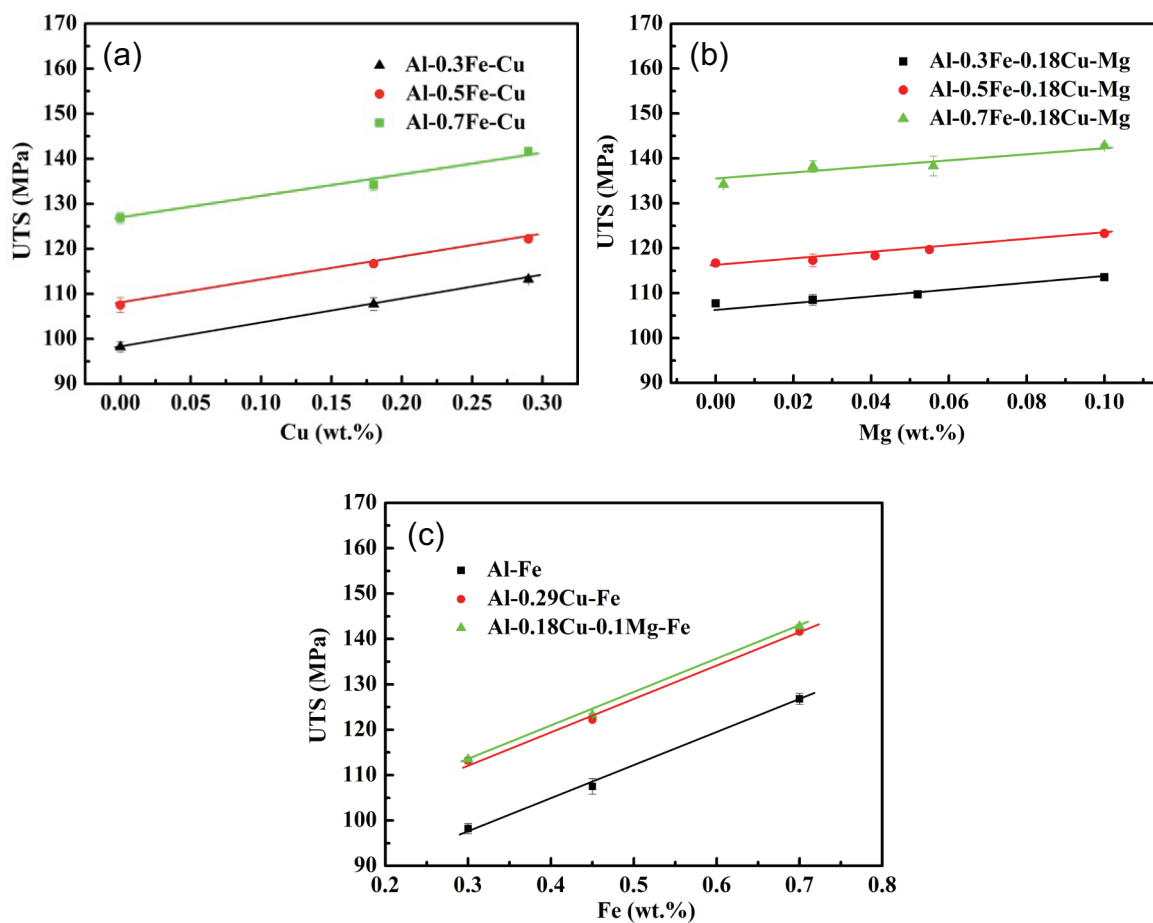 (a)
Al-0.3Fe-Cu
Al-0.5Fe-Cu
Al-0.7Fe-Cu
170
160
150
140
130
120
110
100
90
UTS (MPa)
0.00 0.05 0.10 0.15 0.20 0.25 0.30
Cu (wt.%)
(b)
Al-0.3Fe-0.18Cu-Mg
Al-0.5Fe-0.18Cu-Mg
Al-0.7Fe-0.18Cu-Mg
170
160
150
140
130
120
110
100
90
UTS (MPa)
0.00 0.02 0.04 0.06 0.08 0.10
Mg (wt.%)
(c)
Al-Fe
Al-0.29Cu-Fe
Al-0.18Cu-0.1Mg-Fe
170
160
150
140
130
120
110
100
90
UTS (MPa)
0.2 0.3 0.4 0.5 0.6 0.7 0.8
Fe (wt.%)